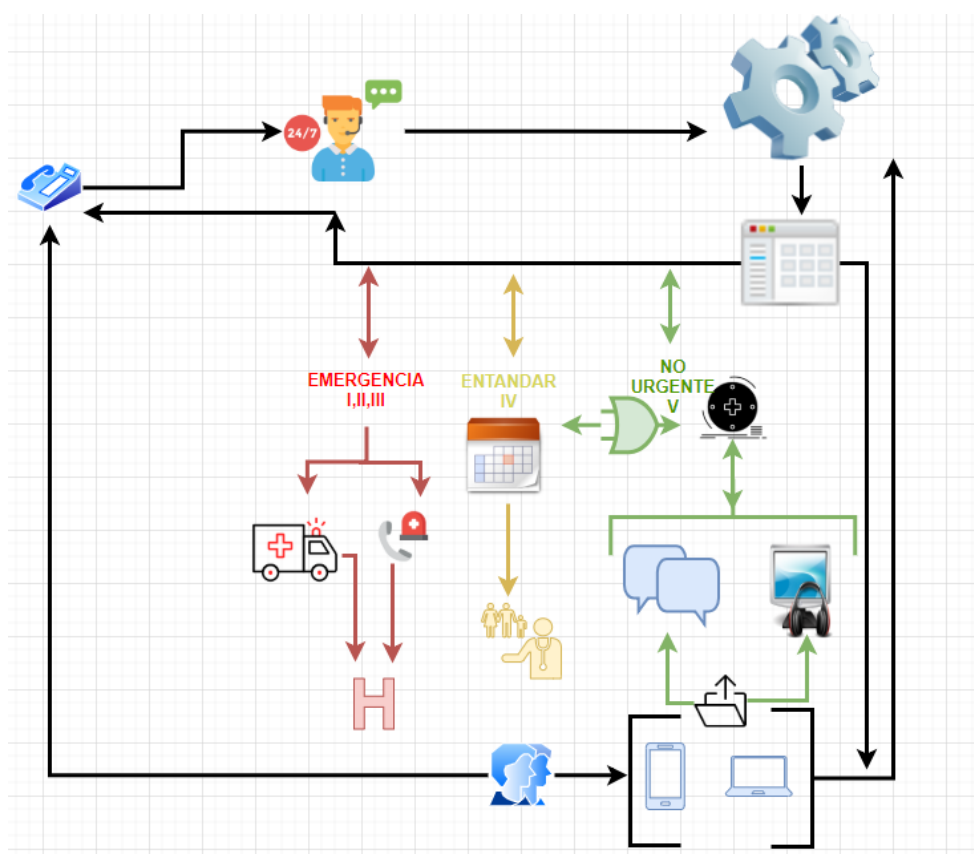 24/7
EMERGENCIA
I,II,III
ENTANDAR
IV
NO
URGENTE
V
H